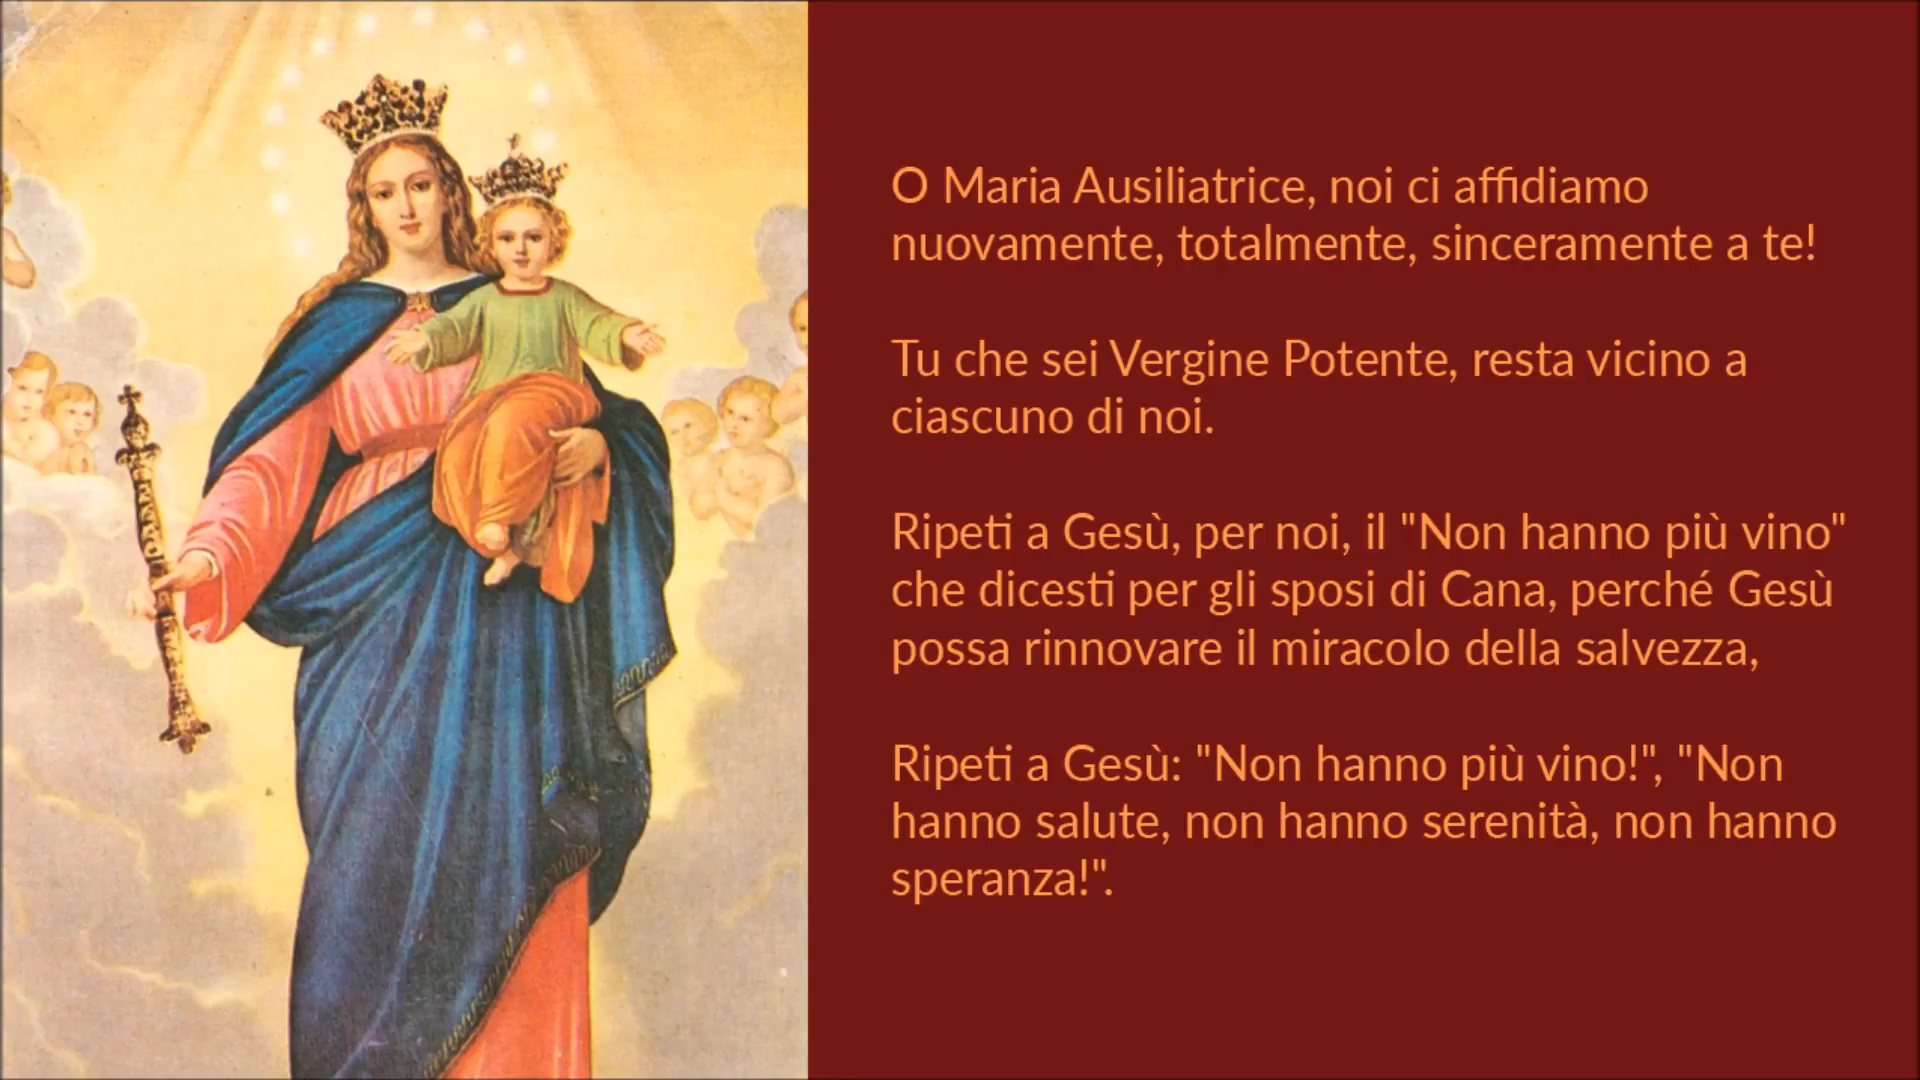 O Maria Ausiliatrice, noi ci affidiamo
nuovamente, totalmente, sinceramente a te!
Tu che sei Vergine Potente, resta vicino a
ciascuno di noi.
Ripeti a Gesù, per noi, il "Non hanno più vino"
che dicesti per gli sposi di Cana, perché Gesù
possa rinnovare il miracolo della salvezza,
Ripeti a Gesù: "Non hanno più vino!", "Non
hanno salute, non hanno serenità, non hanno
speranza!".